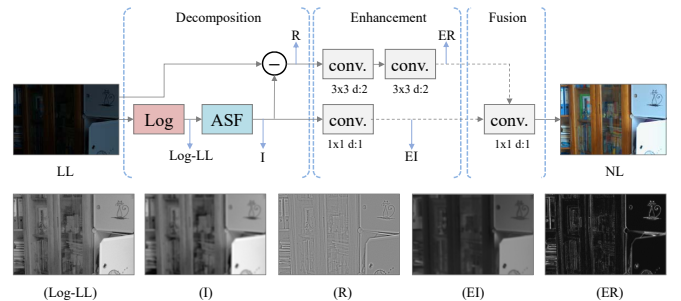 Decomposition Enhancement Fusion
R ER
− conv. conv.
3x3 d:2 3x3 d:2
Log ASF conv. conv.
1x1 d:1 1x1 d:1
LL Log-LL I EI NL
(Log-LL) (I) (R) (EI) (ER)